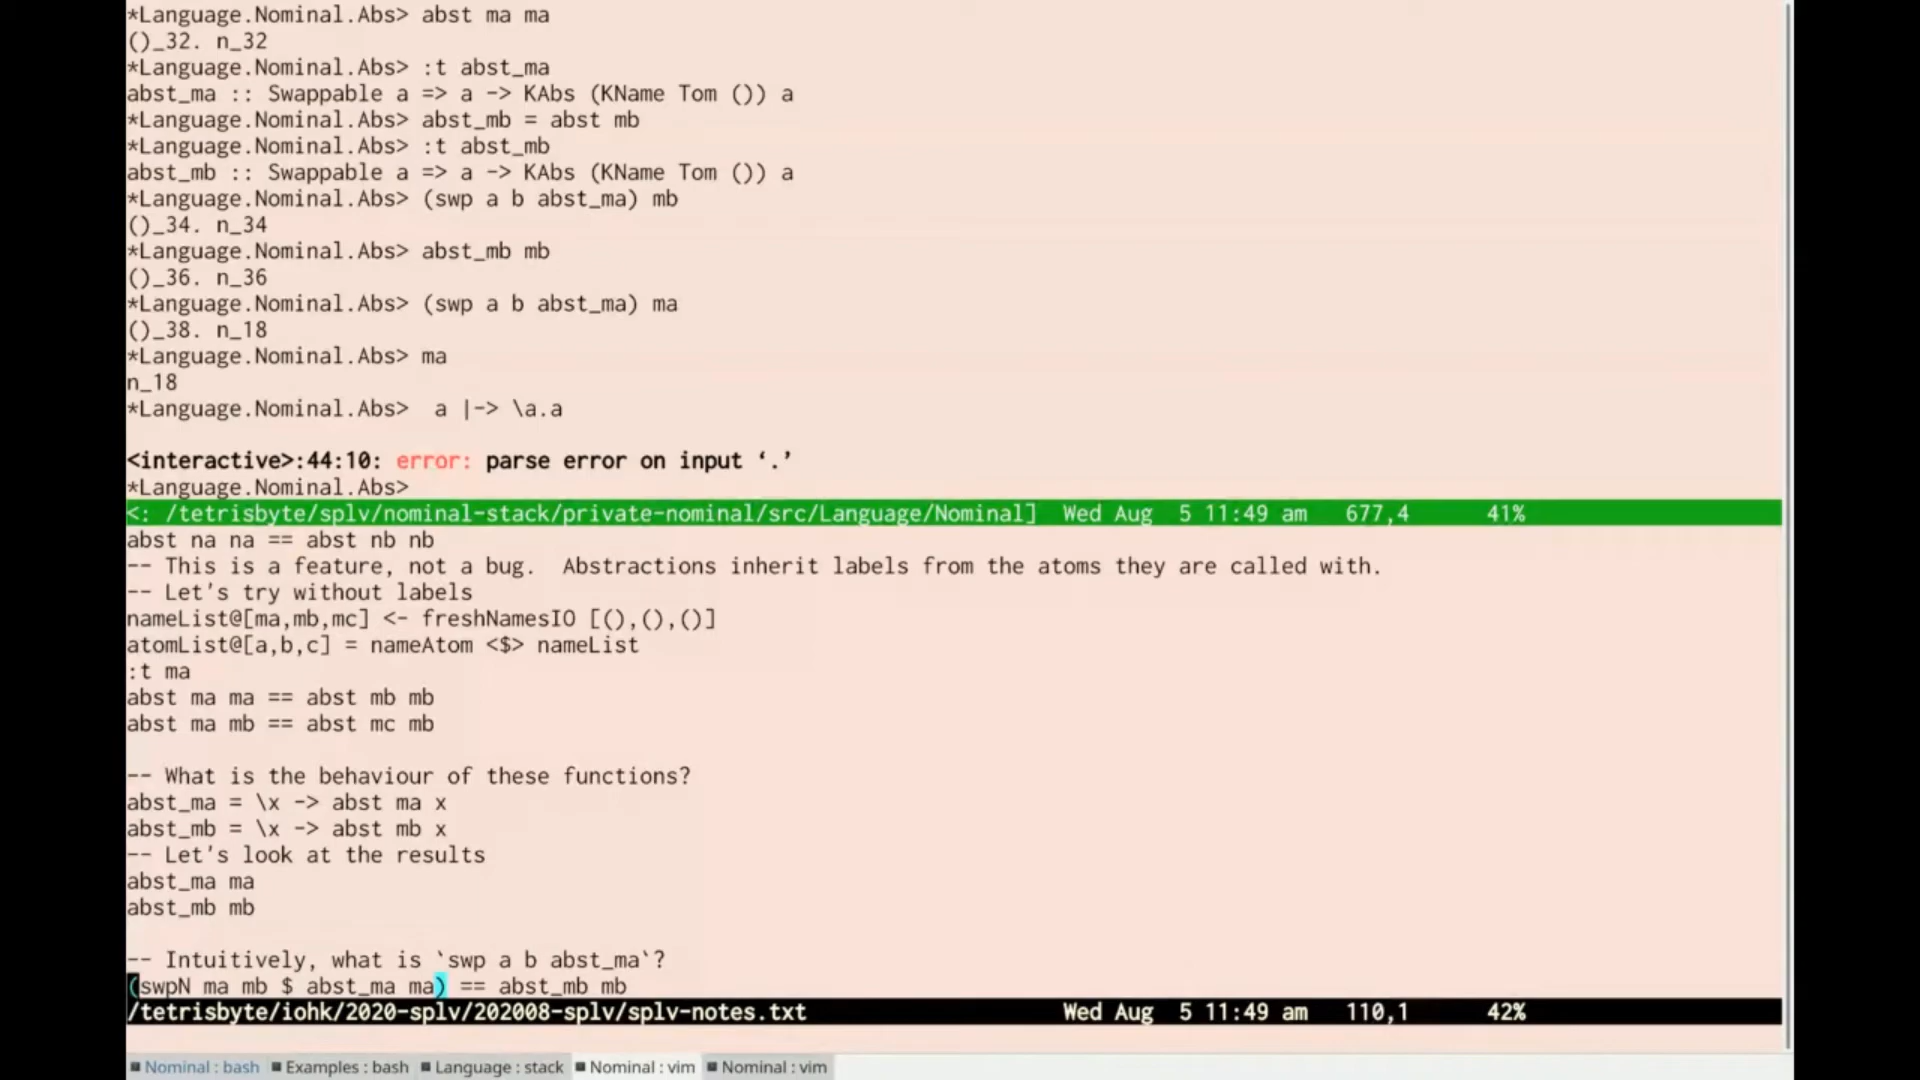 *Language.Nominal.Abs> abst ma ma
()_32. n_32
*Language.Nominal.Abs> :t abst_ma
abst_ma :: Swappable a => a -> KAbs (KName Tom ()) a
*Language.Nominal.Abs> abst_mb = abst mb
*Language.Nominal.Abs> :t abst_mb
abst_mb :: Swappable a => a -> KAbs (KName Tom ()) a
*Language.Nominal.Abs> (swp a b abst_ma) mb
()_34. n_34
*Language.Nominal.Abs> abst_mb mb
()_36. n_36
*Language.Nominal.Abs> (swp a b abst_ma) ma
()_38. n_18
*Language.Nominal.Abs> ma
n_18
*Language.Nominal.Abs>  a |-> \a.a
<interactive>:44:10: error: parse error on input ‘.’
*Language.Nominal.Abs>
<: /tetrisbyte/splv/nominal-stack/private-nominal/src/Language/Nominal]  Wed Aug  5 11:49 am   677,4      41%
abst na na == abst nb nb
-- This is a feature, not a bug.  Abstractions inherit labels from the atoms they are called with.
-- Let's try without labels
nameList@[ma,mb,mc] <- freshNamesIO [(),(),()]
atomList@[a,b,c] = nameAtom <$> nameList
:t ma
abst ma ma == abst mb mb
abst ma mb == abst mc mb
-- What is the behaviour of these functions?
abst_ma = \x -> abst ma x
abst_mb = \x -> abst mb x
-- Let's look at the results
abst_ma ma
abst_mb mb
-- Intuitively, what is `swp a b abst_ma`?
(swpN ma mb $ abst_ma ma) == abst_mb mb
/tetrisbyte/iohk/2020-splv/202008-splv/splv-notes.txt                    Wed Aug  5 11:49 am   110,1      42%
Nominal : bash  Examples : bash  Language : stack  Nominal : vim  Nominal : vim